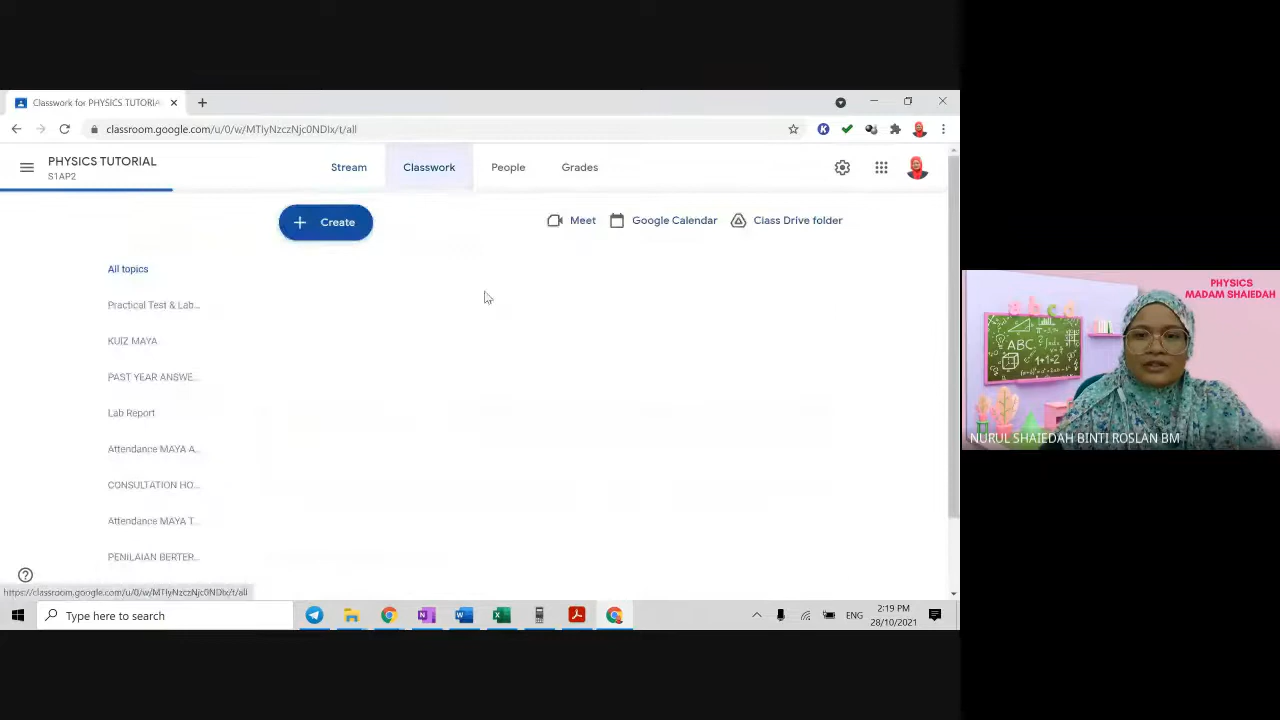 Classwork for PHYSICS TUTORIA
classroom.google.com/u/0/w/MTIyNzczNjc0NDIx/t/all
PHYSICS TUTORIAL
S1AP2
Stream
Classwork
People
Grades
Create
Meet
Google Calendar
Class Drive folder
All topics
Practical Test & Lab...
KUIZ MAYA
PAST YEAR ANSWE...
Lab Report
Attendance MAYA A...
CONSULTATION HO...
Attendance MAYA T...
PENILAIAN BERTER...
https://classroom.google.com/u/0/w/MTIyNzczNjc0NDIx/t/all
Type here to search
ENG
2:19 PM
28/10/2021
PHYSICS
MADAM SHAIEDAH
a b c d
ABC
1+1=2
NURUL SHAIEDAH BINTI ROSLAN BM